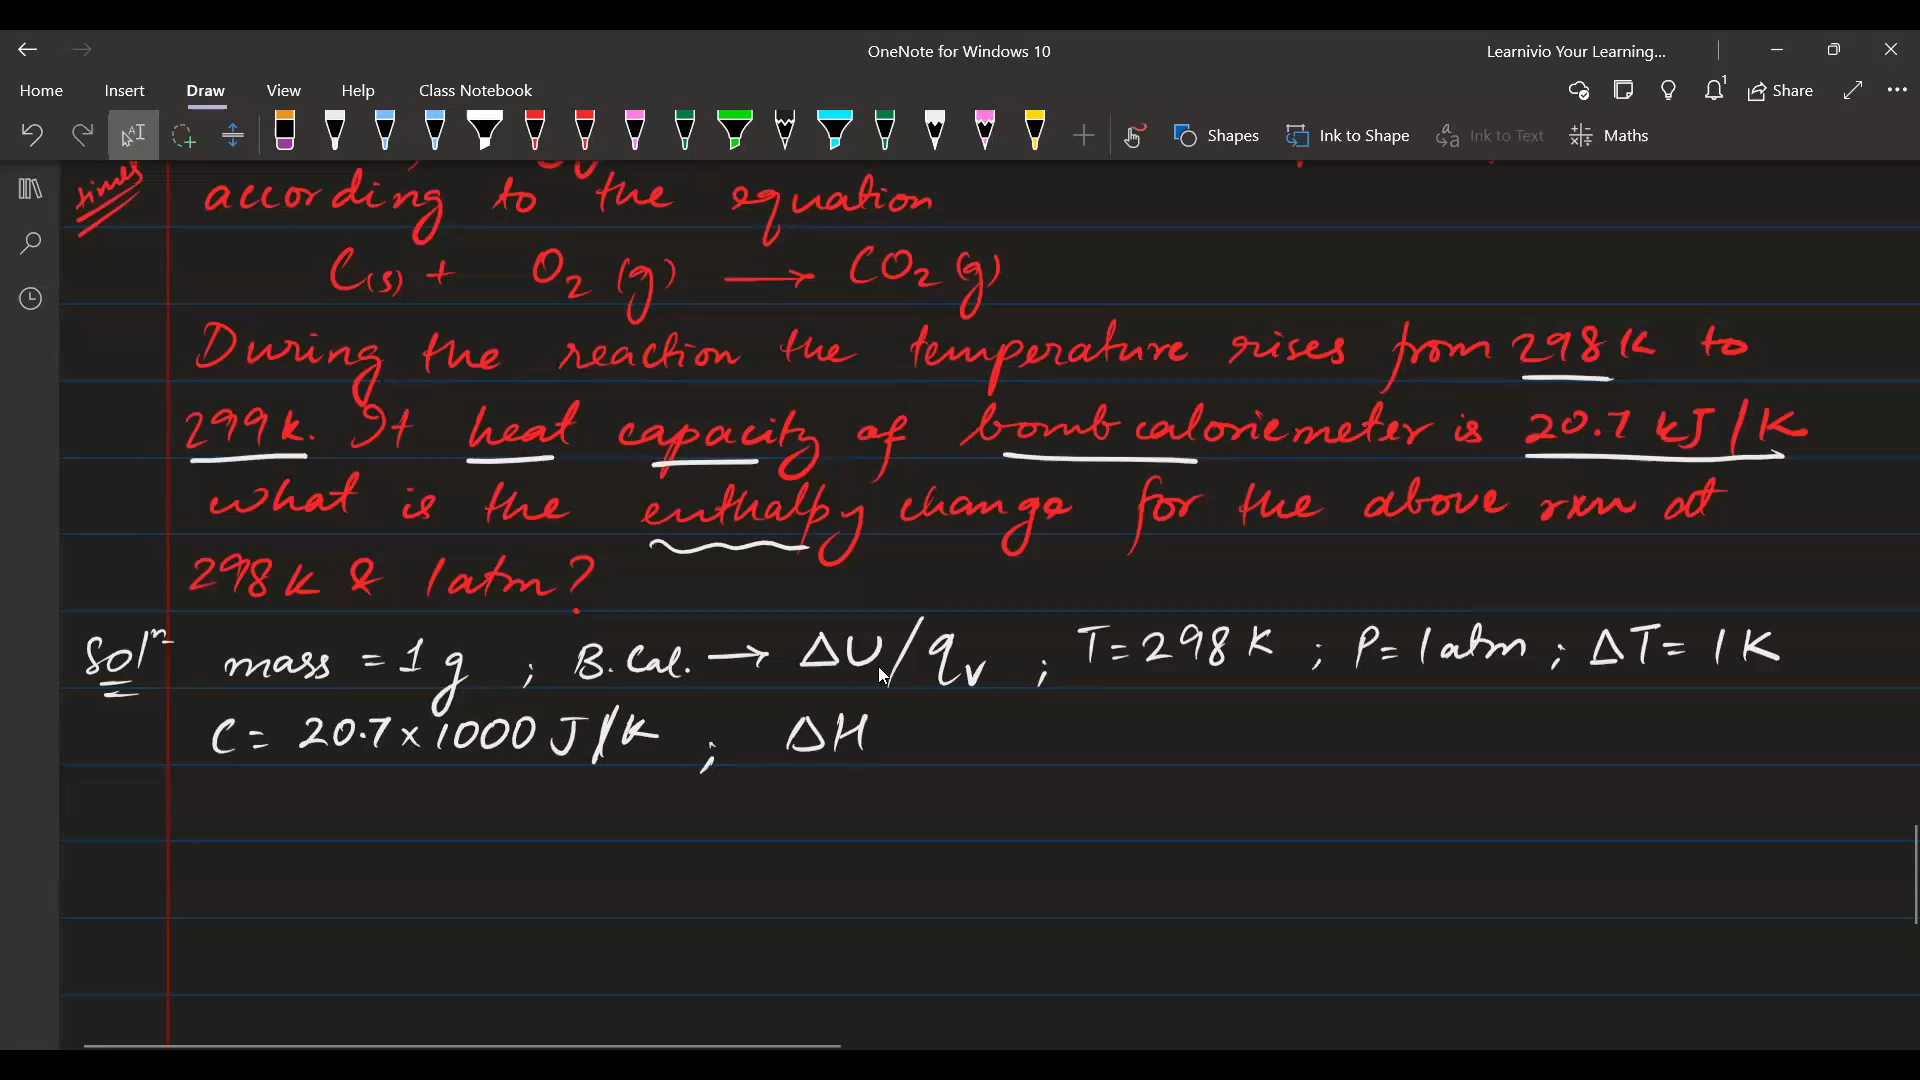 OneNote for Windows 10
Learnivio Your Learning...
Home Insert Draw View Help Class Notebook
1 Share
Shapes Ink to Shape Ink to Text Maths
times
according to the equation
C(s) + O2 (g) → CO2 (g)
During the reaction the temperature rises from 298 K to
299 K. It heat capacity of bomb caloriemeter is 20.7 kJ/K
what is the enthalpy change for the above rxn at
298 K & 1atm?
Solⁿ mass = 1 g ; B. Cal. → ΔU/qv ; T = 298 K ; P = 1 atm ; ΔT = 1 K
C = 20.7 × 1000 J/K ; ΔH